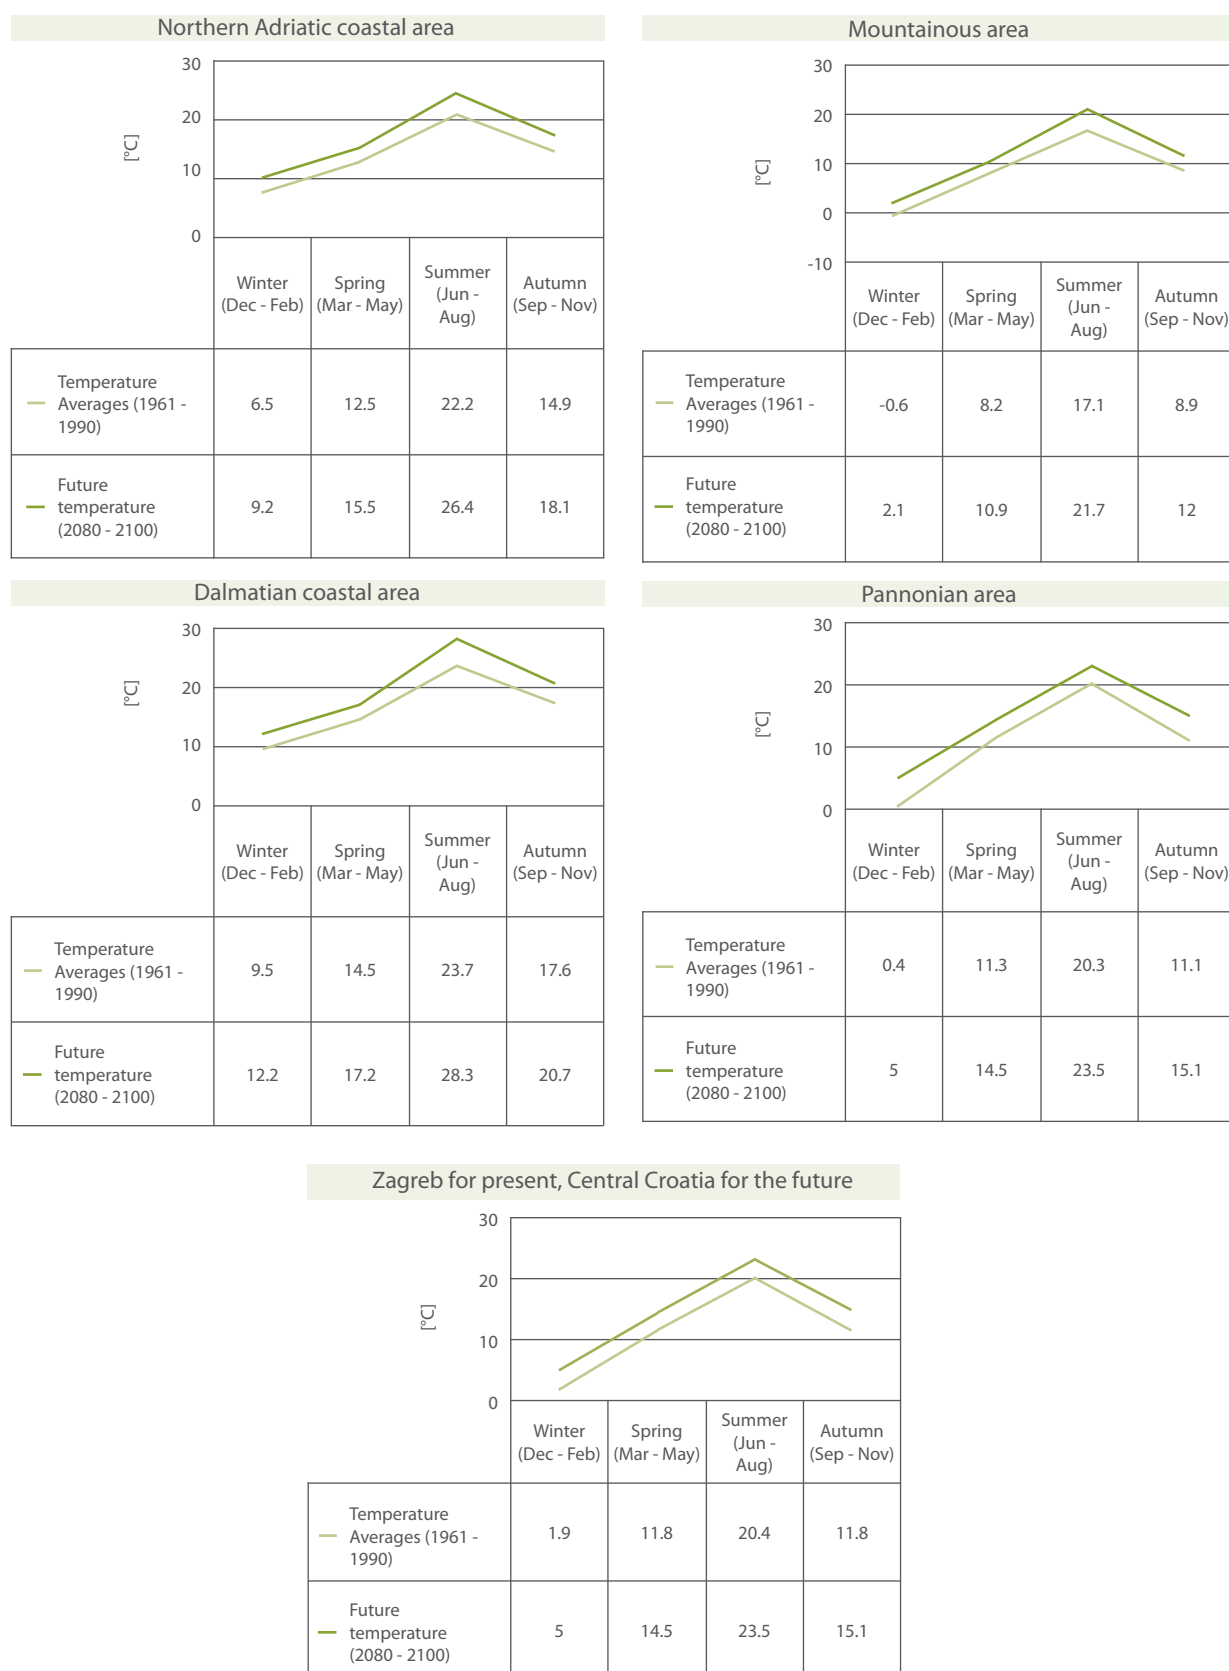 Northern Adriatic coastal area
30
20
10
0
[°C]
Winter
(Dec - Feb)
Spring
(Mar - May)
Summer
(Jun -
Aug)
Autumn
(Sep - Nov)
Temperature
Averages (1961 -
1990)
6.5
12.5
22.2
14.9
Future
temperature
(2080 - 2100)
9.2
15.5
26.4
18.1
Mountainous area
30
20
10
0
-10
[°C]
Winter
(Dec - Feb)
Spring
(Mar - May)
Summer
(Jun -
Aug)
Autumn
(Sep - Nov)
Temperature
Averages (1961 -
1990)
-0.6
8.2
17.1
8.9
Future
temperature
(2080 - 2100)
2.1
10.9
21.7
12
Dalmatian coastal area
30
20
10
0
[°C]
Winter
(Dec - Feb)
Spring
(Mar - May)
Summer
(Jun -
Aug)
Autumn
(Sep - Nov)
Temperature
Averages (1961 -
1990)
9.5
14.5
23.7
17.6
Future
temperature
(2080 - 2100)
12.2
17.2
28.3
20.7
Pannonian area
30
20
10
0
[°C]
Winter
(Dec - Feb)
Spring
(Mar - May)
Summer
(Jun -
Aug)
Autumn
(Sep - Nov)
Temperature
Averages (1961 -
1990)
0.4
11.3
20.3
11.1
Future
temperature
(2080 - 2100)
5
14.5
23.5
15.1
Zagreb for present, Central Croatia for the future
30
20
10
0
[°C]
Winter
(Dec - Feb)
Spring
(Mar - May)
Summer
(Jun -
Aug)
Autumn
(Sep - Nov)
Temperature
Averages (1961 -
1990)
1.9
11.8
20.4
11.8
Future
temperature
(2080 - 2100)
5
14.5
23.5
15.1